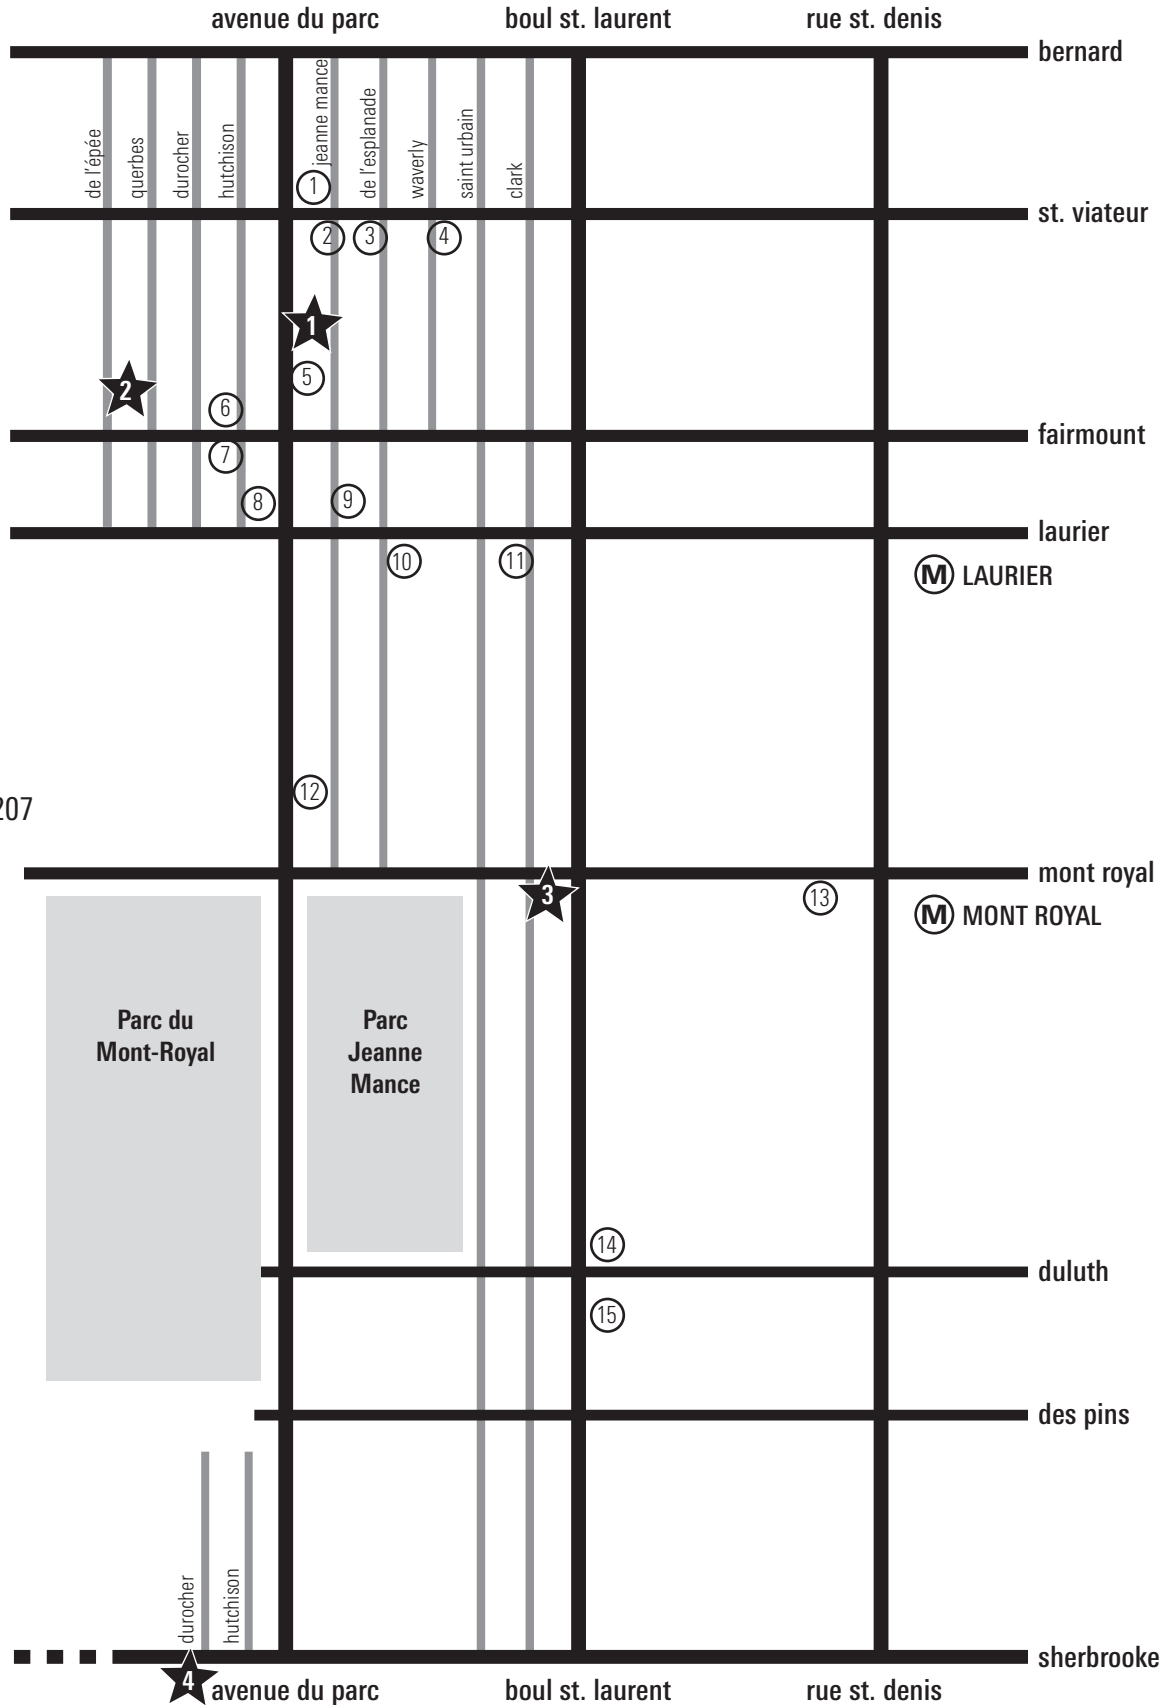 avenue du parc
boul st. laurent
rue st. denis
bernard
de l'épée
querbes
durocher
hutchison
jeanne mance
de l'esplanade
waverly
saint urbain
clark
1
st. viateur
2
3
4
1
5
2
6
fairmount
7
8
9
laurier
10
11
M LAURIER
12
207
mont royal
3
13
M MONT ROYAL
Parc du
Mont-Royal
Parc
Jeanne
Mance
14
duluth
15
des pins
durocher
hutchison
sherbrooke
4
avenue du parc
boul st. laurent
rue st. denis